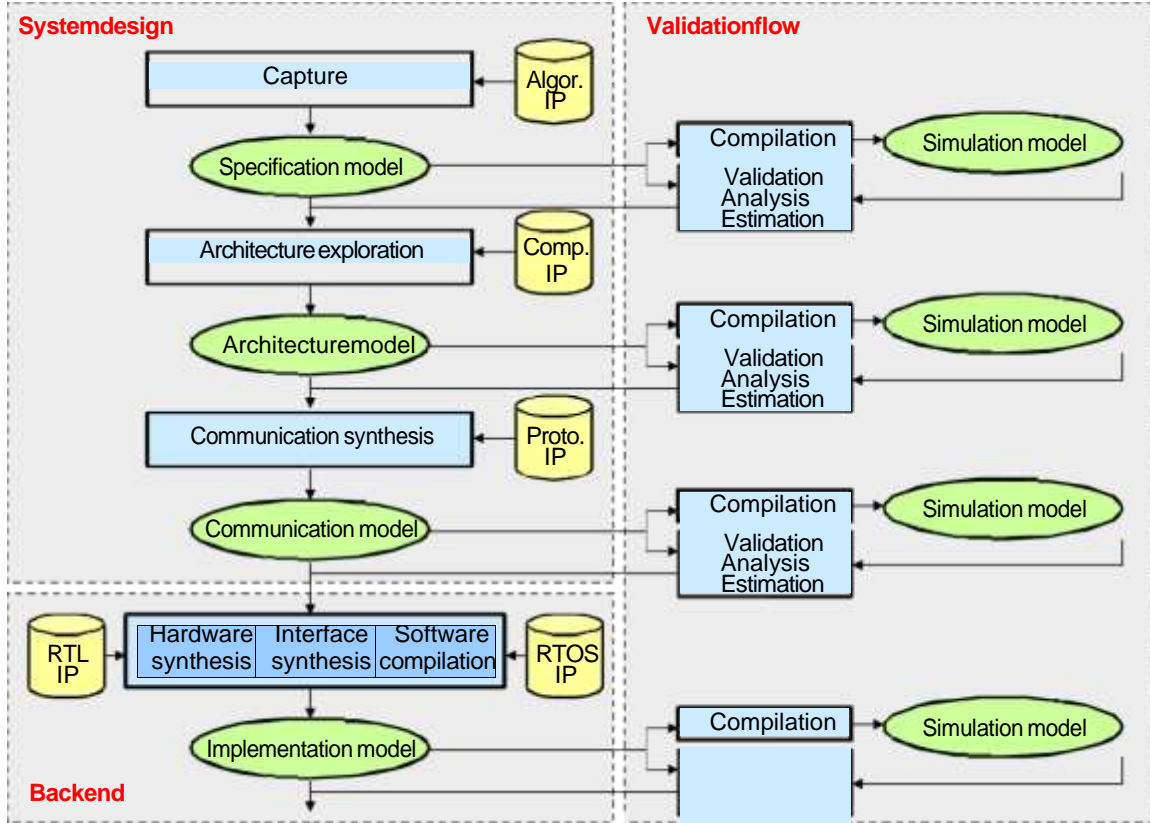 Systemdesign
Validationflow
Capture
Algor.
IP
Specification model
Compilation
Simulation model
Validation
Analysis
Estimation
Architecture exploration
Comp.
IP
Architecturemodel
Compilation
Simulation model
Validation
Analysis
Estimation
Communication synthesis
Proto.
IP
Communication model
Compilation
Simulation model
Validation
Analysis
Estimation
RTL
IP
Hardware
synthesis
Interface
synthesis
Software
compilation
RTOS
IP
Implementation model
Compilation
Simulation model
Backend